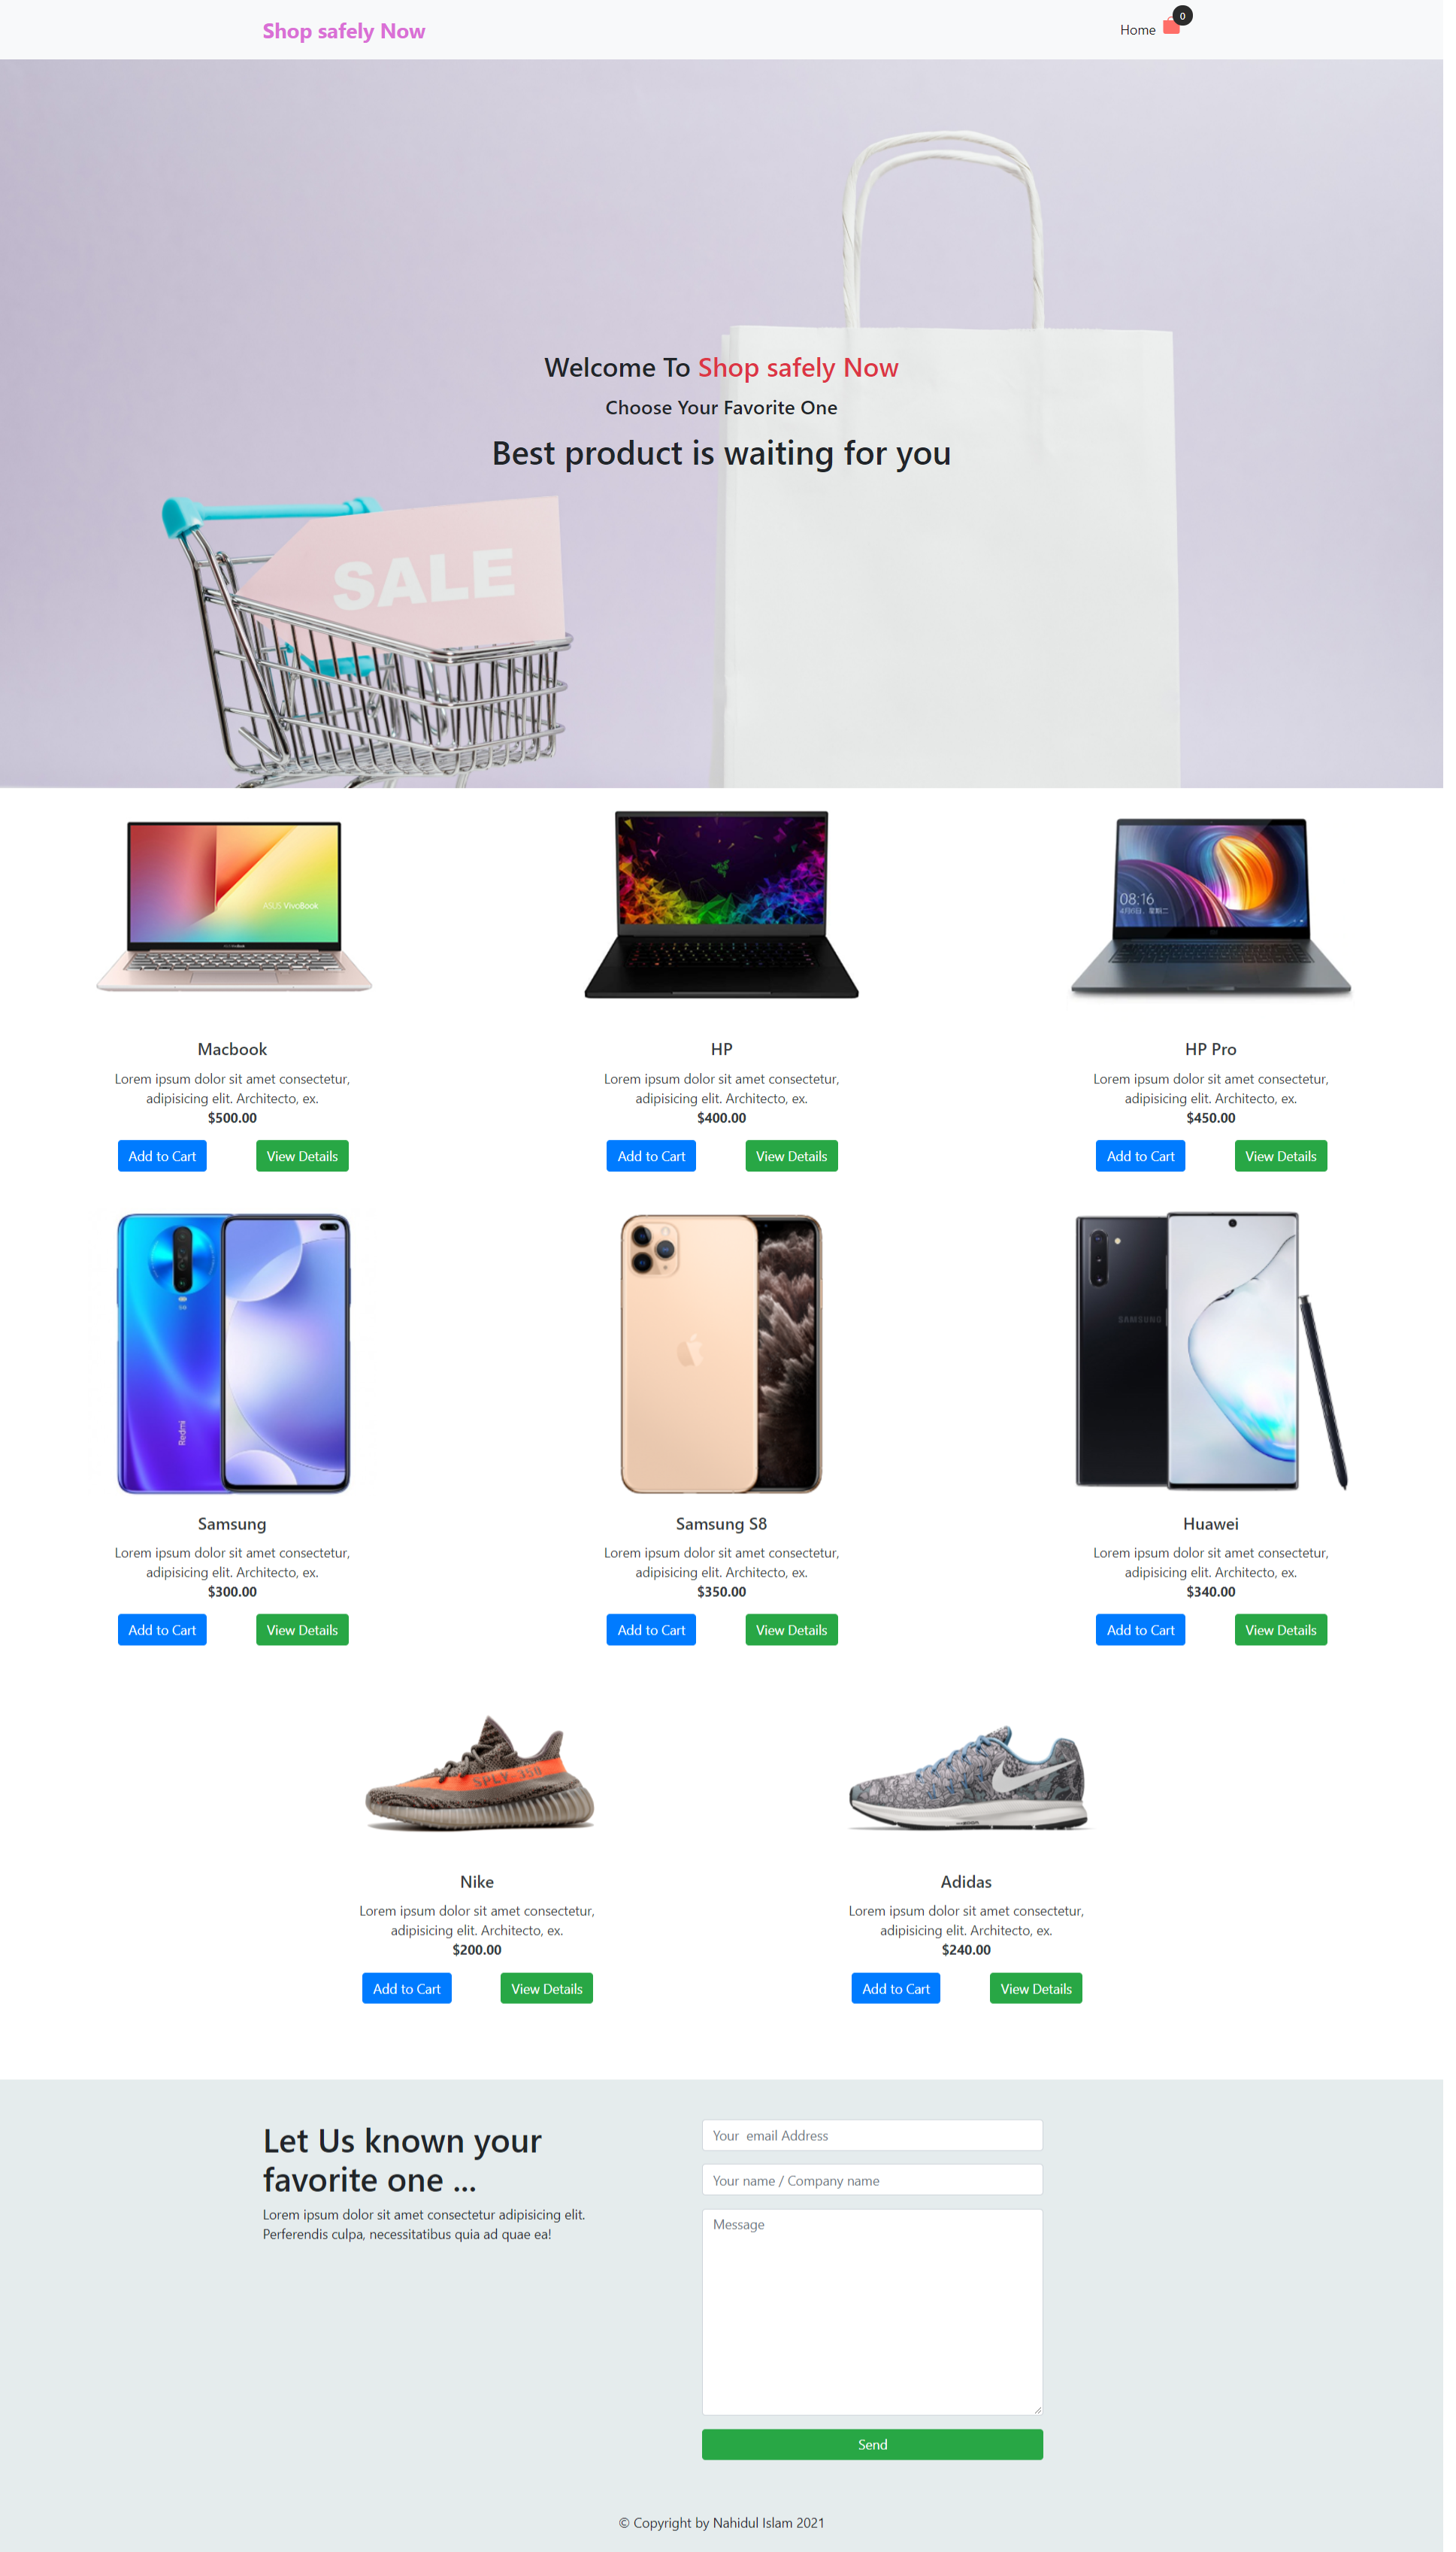 Shop safely Now
Home
0
Welcome To Shop safely Now
Choose Your Favorite One
Best product is waiting for you
SALE
ASUS VivoBook
08:16
Macbook
HP
HP Pro
Lorem ipsum dolor sit amet consectetur,
adipisicing elit. Architecto, ex.
$500.00
Lorem ipsum dolor sit amet consectetur,
adipisicing elit. Architecto, ex.
$400.00
Lorem ipsum dolor sit amet consectetur,
adipisicing elit. Architecto, ex.
$450.00
Add to Cart
View Details
Add to Cart
View Details
Add to Cart
View Details
Redmi
SAMSUNG
Samsung
Samsung S8
Huawei
Lorem ipsum dolor sit amet consectetur,
adipisicing elit. Architecto, ex.
$300.00
Lorem ipsum dolor sit amet consectetur,
adipisicing elit. Architecto, ex.
$350.00
Lorem ipsum dolor sit amet consectetur,
adipisicing elit. Architecto, ex.
$340.00
Add to Cart
View Details
Add to Cart
View Details
Add to Cart
View Details
SPLY-350
Nike
Adidas
Lorem ipsum dolor sit amet consectetur,
adipisicing elit. Architecto, ex.
$200.00
Lorem ipsum dolor sit amet consectetur,
adipisicing elit. Architecto, ex.
$240.00
Add to Cart
View Details
Add to Cart
View Details
Let Us known your
favorite one ...
Lorem ipsum dolor sit amet consectetur adipisicing elit.
Perferendis culpa, necessitatibus quia ad quae ea!
Your  email Address
Your name / Company name
Message
Send
© Copyright by Nahidul Islam 2021